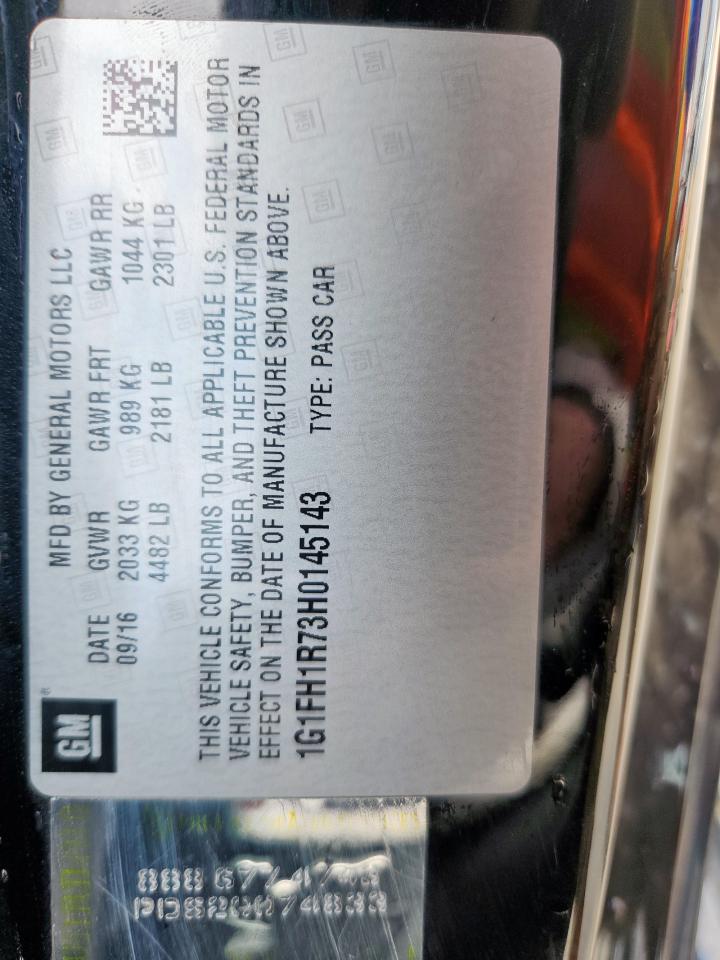 GM ®
MFD BY GENERAL MOTORS LLC
DATE GVWR GAWR FRT GAWR RR
09/16 2033 KG 989 KG 1044 KG
4482 LB 2181 LB 2301 LB
THIS VEHICLE CONFORMS TO ALL APPLICABLE U.S. FEDERAL MOTOR
VEHICLE SAFETY, BUMPER, AND THEFT PREVENTION STANDARDS IN
EFFECT ON THE DATE OF MANUFACTURE SHOWN ABOVE.
1G1FH1R73H0145143 TYPE: PASS CAR